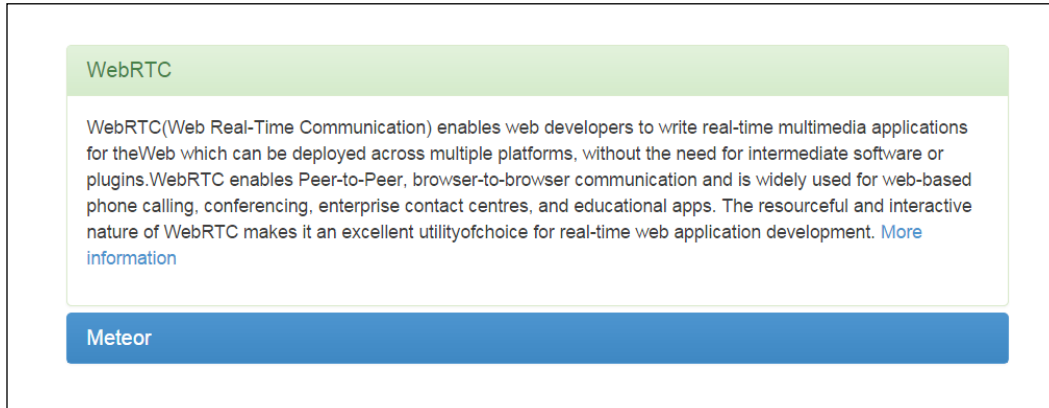 WebRTC
WebRTC(Web Real-Time Communication) enables web developers to write real-time multimedia applications
for theWeb which can be deployed across multiple platforms, without the need for intermediate software or
plugins.WebRTC enables Peer-to-Peer, browser-to-browser communication and is widely used for web-based
phone calling, conferencing, enterprise contact centres, and educational apps. The resourceful and interactive
nature of WebRTC makes it an excellent utilityofchoice for real-time web application development. More
information
Meteor